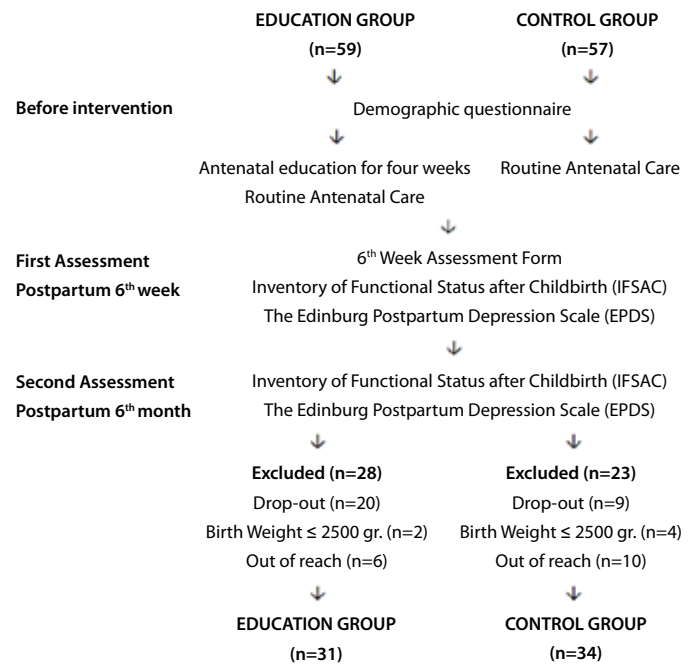 EDUCATION GROUP CONTROL GROUP
(n=59) (n=57)
Before intervention Demographic questionnaire
Antenatal education for four weeks Routine Antenatal Care
Routine Antenatal Care
First Assessment 6th Week Assessment Form
Postpartum 6th week Inventory of Functional Status after Childbirth (IFSAC)
The Edinburg Postpartum Depression Scale (EPDS)
Second Assessment Inventory of Functional Status after Childbirth (IFSAC)
Postpartum 6th month The Edinburg Postpartum Depression Scale (EPDS)
Excluded (n=28) Excluded (n=23)
Drop-out (n=20) Drop-out (n=9)
Birth Weight ≤ 2500 gr. (n=2) Birth Weight ≤ 2500 gr. (n=4)
Out of reach (n=6) Out of reach (n=10)
EDUCATION GROUP CONTROL GROUP
(n=31) (n=34)